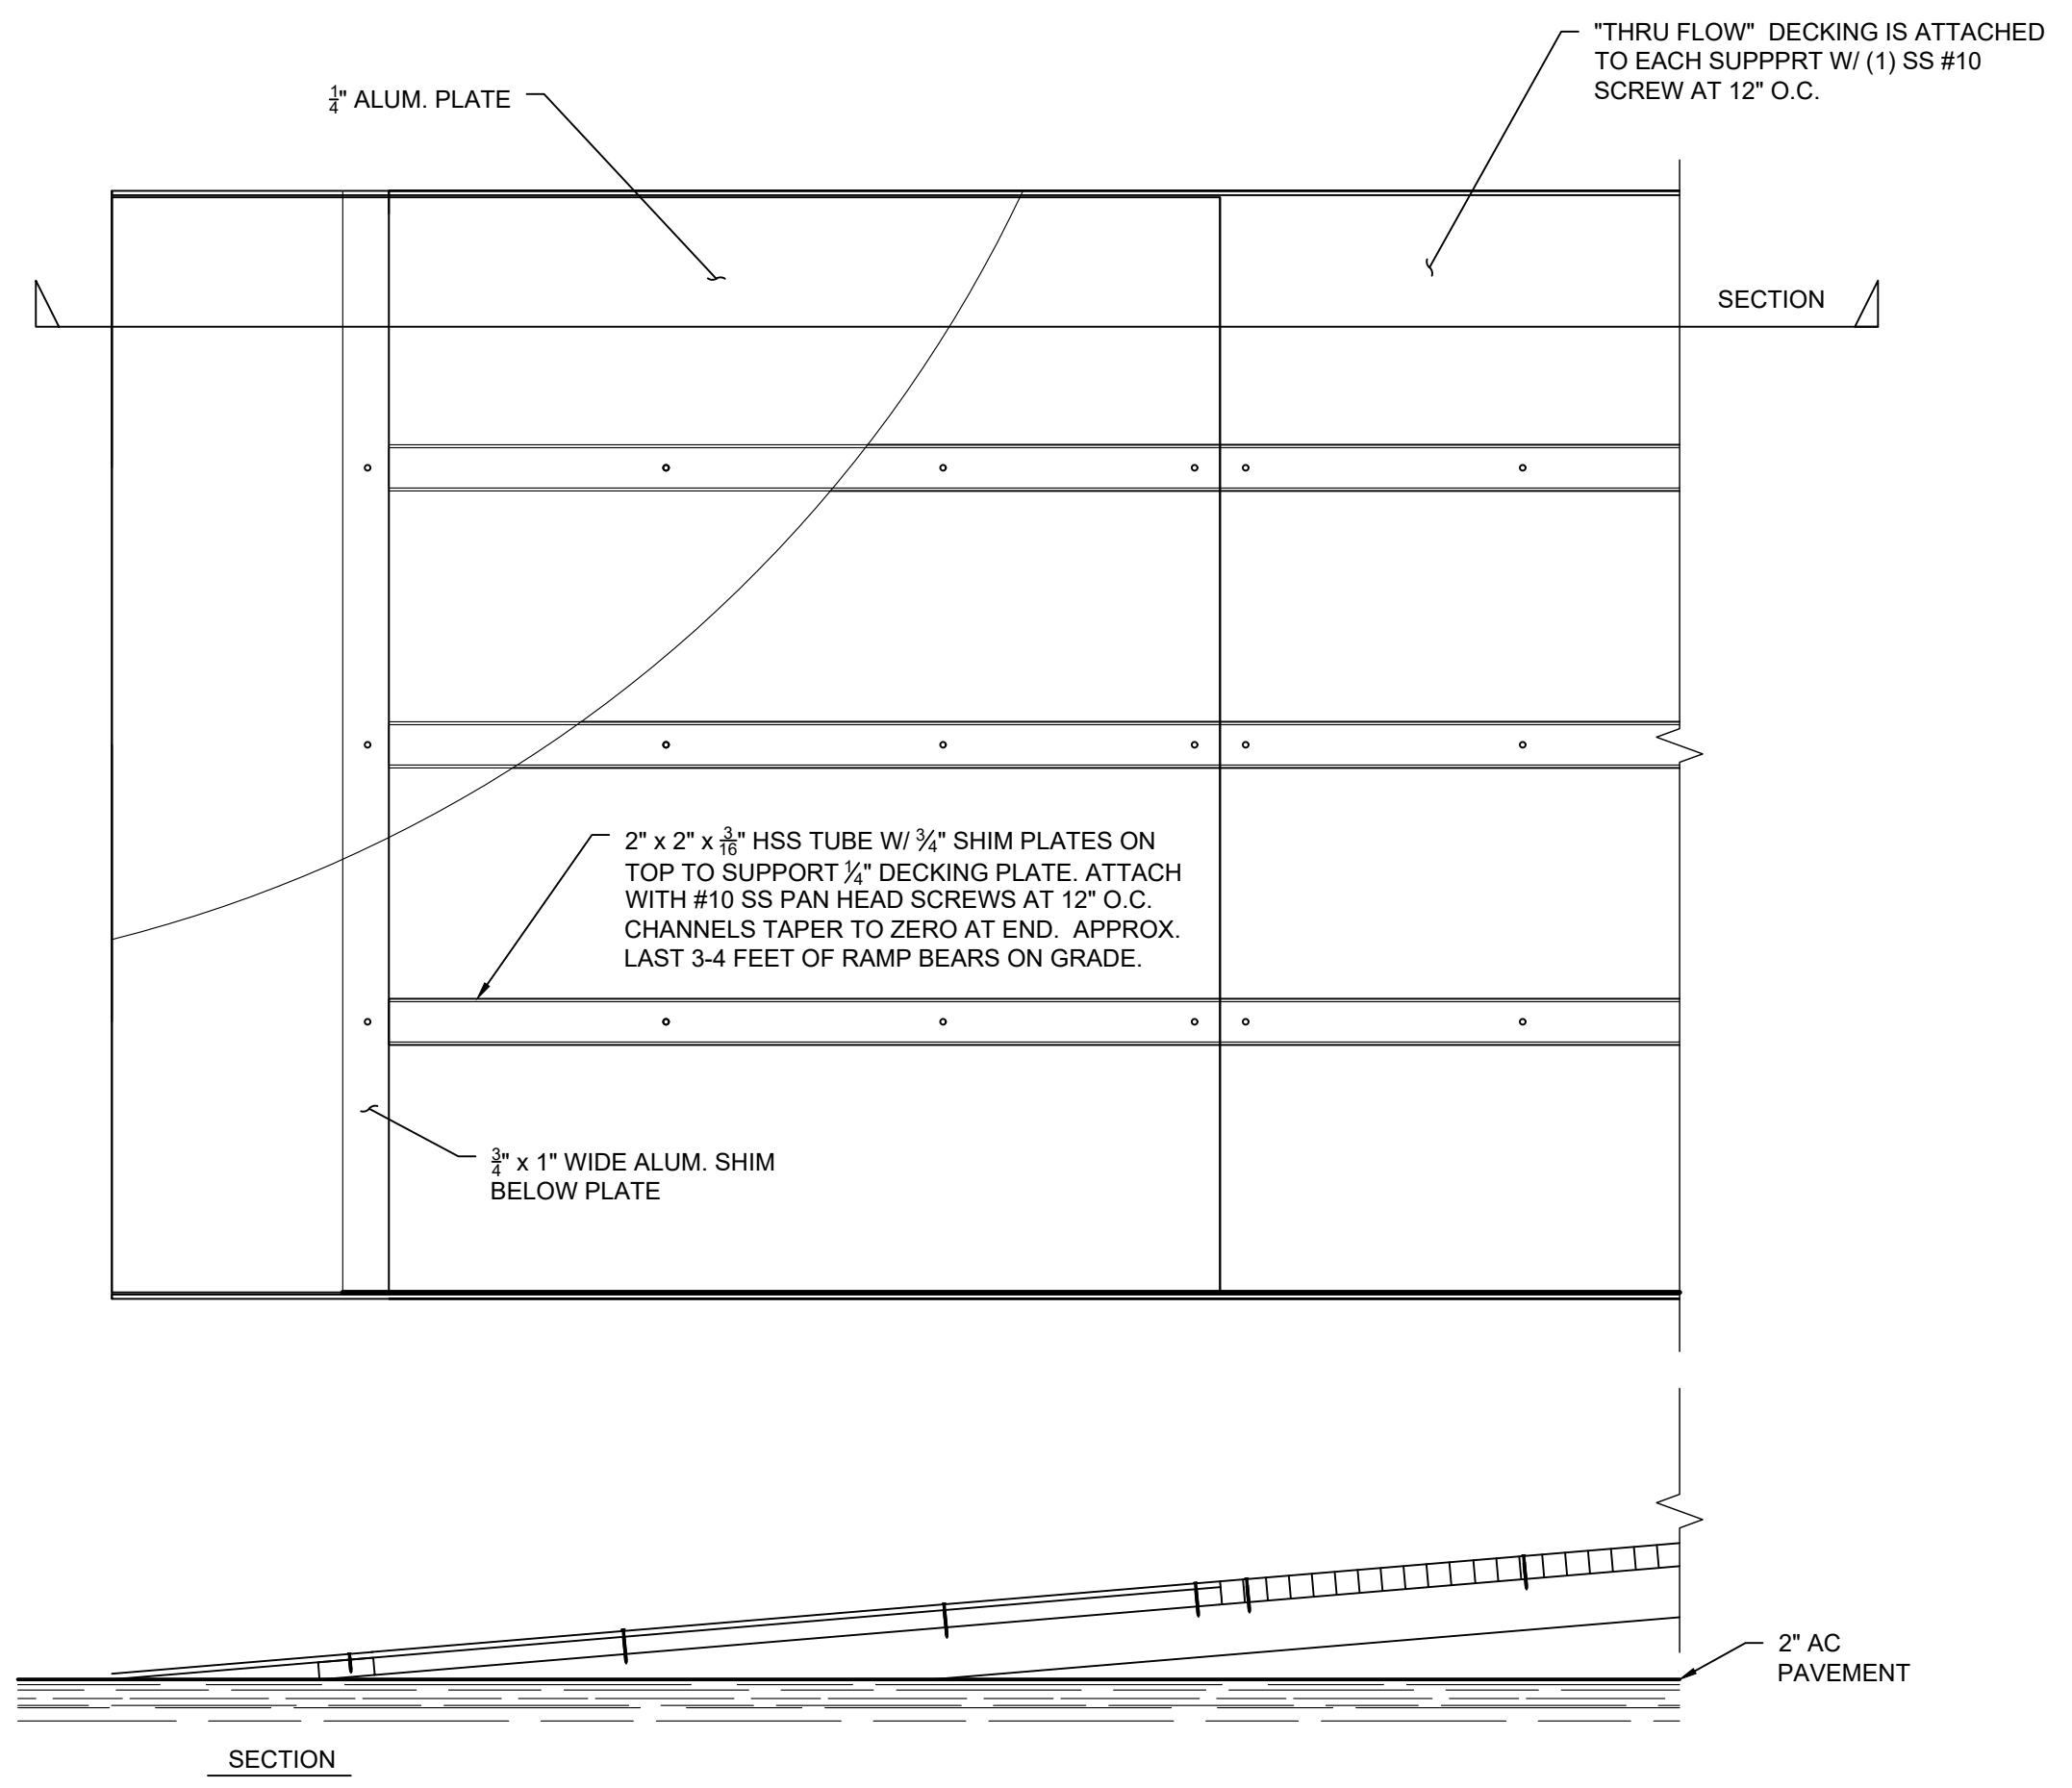 "THRU FLOW" DECKING IS ATTACHED
TO EACH SUPPPRT W/ (1) SS #10
SCREW AT 12" O.C.
1/4" ALUM. PLATE
SECTION
2" x 2" x 3/16" HSS TUBE W/ 3/4" SHIM PLATES ON
TOP TO SUPPORT 1/4" DECKING PLATE. ATTACH
WITH #10 SS PAN HEAD SCREWS AT 12" O.C.
CHANNELS TAPER TO ZERO AT END. APPROX.
LAST 3-4 FEET OF RAMP BEARS ON GRADE.
3/4" x 1" WIDE ALUM. SHIM
BELOW PLATE
2" AC
PAVEMENT
SECTION